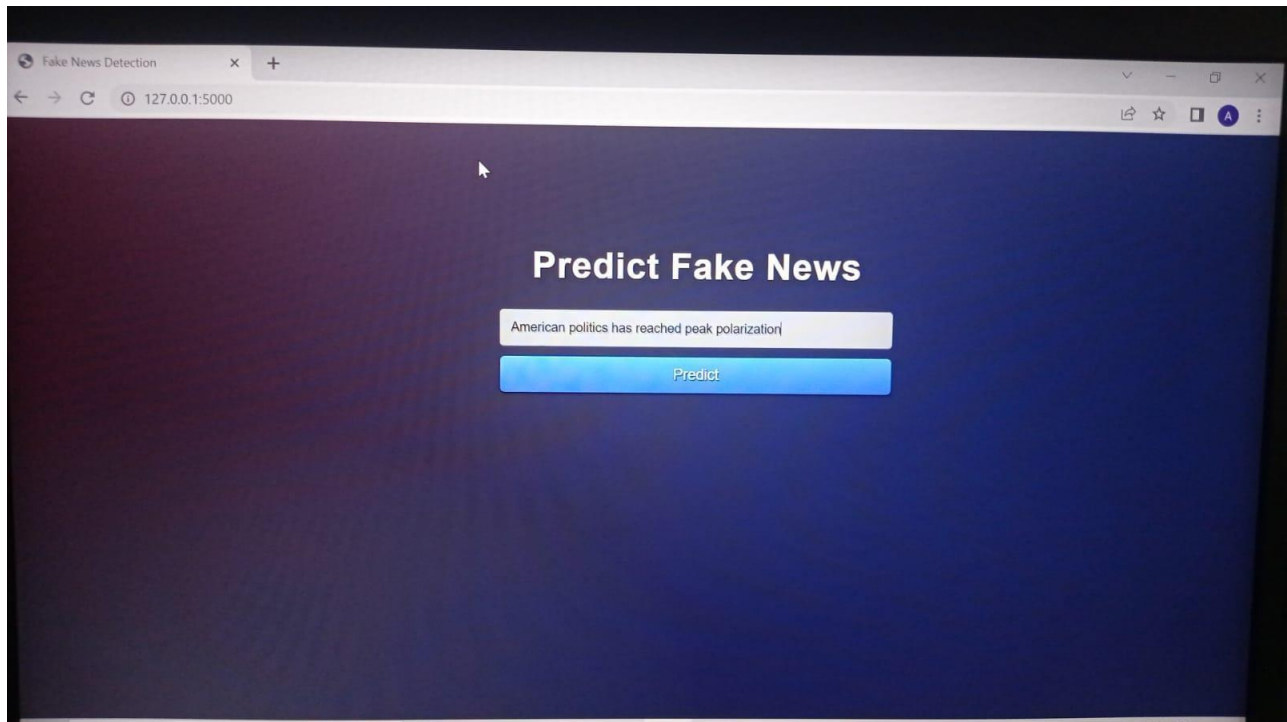 Fake News Detection
127.0.0.1:5000
A
Predict Fake News
American politics has reached peak polarization
Predict